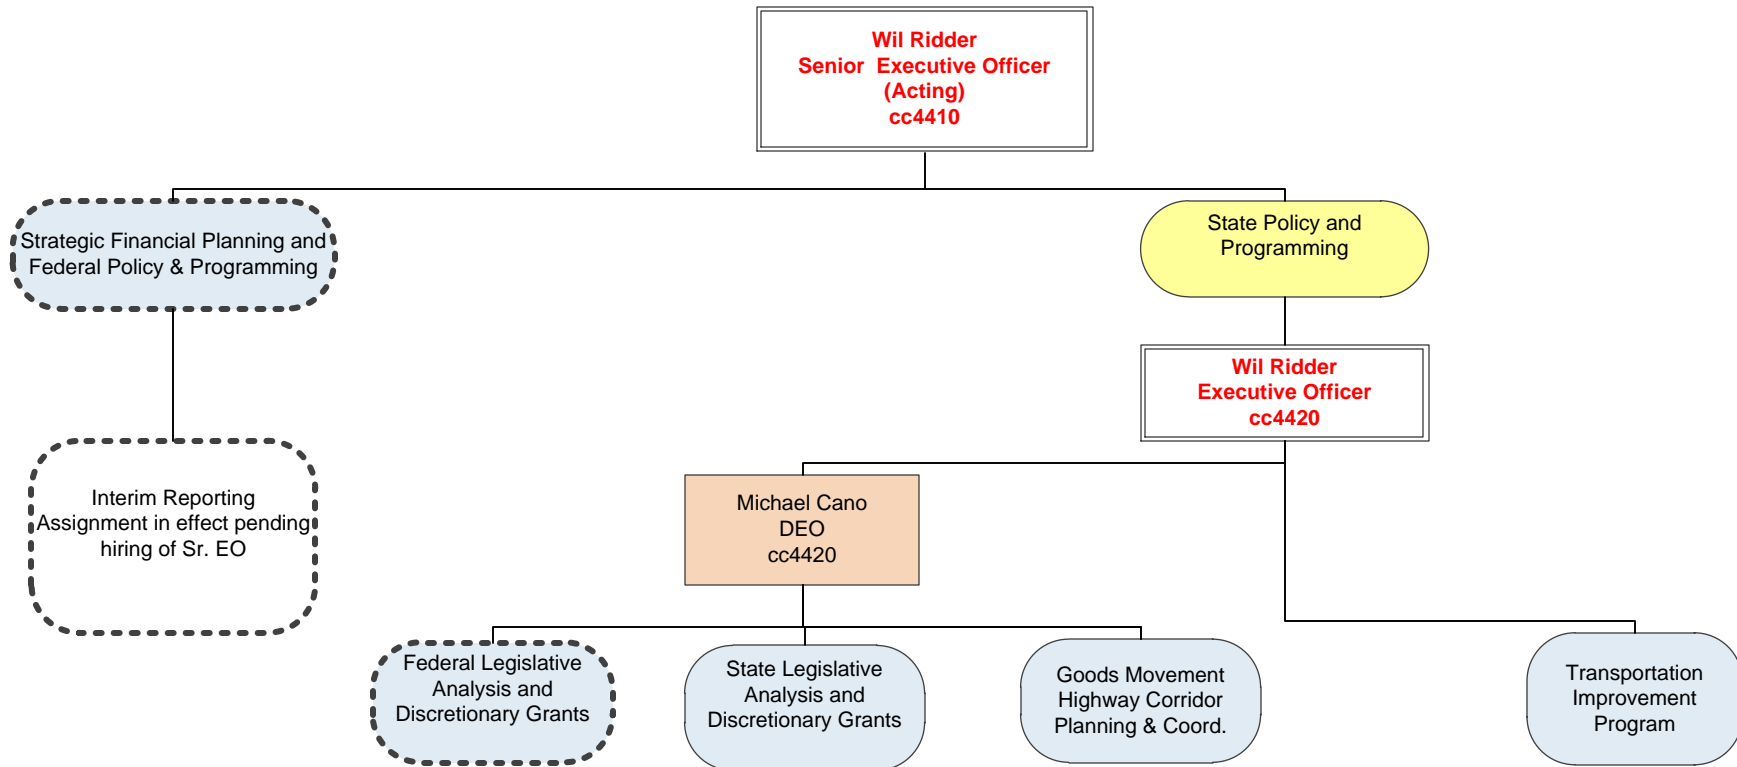 Wil Ridder
Senior Executive Officer
(Acting)
cc4410
Strategic Financial Planning and
Federal Policy & Programming
State Policy and
Programming
Wil Ridder
Executive Officer
cc4420
Interim Reporting
Assignment in effect pending
hiring of Sr. EO
Michael Cano
DEO
cc4420
Federal Legislative
Analysis and
Discretionary Grants
State Legislative
Analysis and
Discretionary Grants
Goods Movement
Highway Corridor
Planning & Coord.
Transportation
Improvement
Program